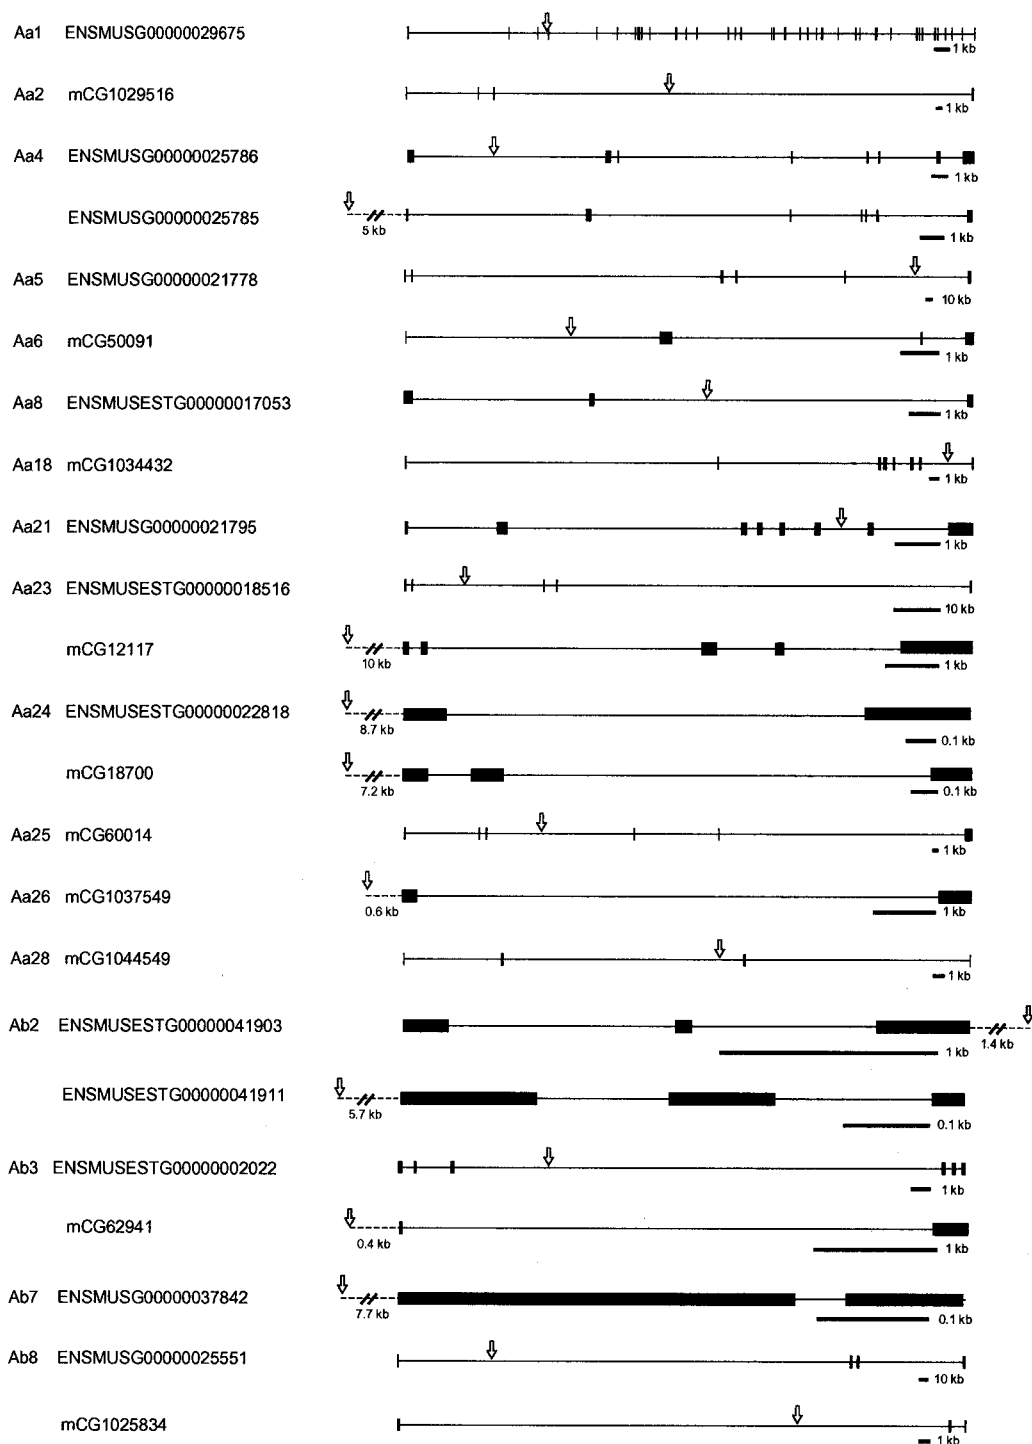 Aa1 ENSMUSG00000029675
1 kb
Aa2 mCG1029516
1 kb
Aa4 ENSMUSG00000025786
1 kb
ENSMUSG00000025785
5 kb
1 kb
Aa5 ENSMUSG00000021778
10 kb
Aa6 mCG50091
1 kb
Aa8 ENSMUSESTG00000017053
1 kb
Aa18 mCG1034432
1 kb
Aa21 ENSMUSG00000021795
1 kb
Aa23 ENSMUSESTG00000018516
10 kb
mCG12117
10 kb
1 kb
Aa24 ENSMUSESTG00000022818
8.7 kb
0.1 kb
mCG18700
7.2 kb
0.1 kb
Aa25 mCG60014
1 kb
Aa26 mCG1037549
0.6 kb
1 kb
Aa28 mCG1044549
1 kb
Ab2 ENSMUSESTG00000041903
1.4 kb
1 kb
ENSMUSESTG00000041911
5.7 kb
0.1 kb
Ab3 ENSMUSESTG00000002022
1 kb
mCG62941
0.4 kb
1 kb
Ab7 ENSMUSG00000037842
7.7 kb
0.1 kb
Ab8 ENSMUSG00000025551
10 kb
mCG1025834
1 kb